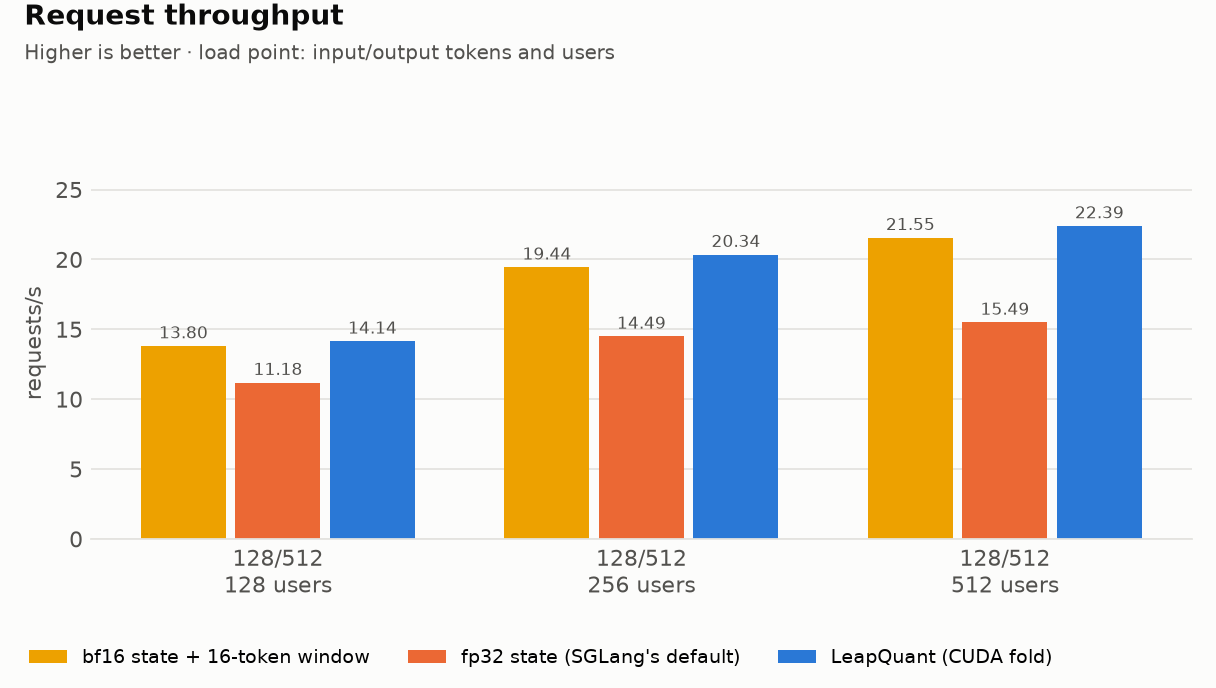 Request throughput
Higher is better · load point: input/output tokens and users
requests/s
25
20
15
10
5
0
13.80
11.18
14.14
19.44
14.49
20.34
21.55
15.49
22.39
128/512
128 users
128/512
256 users
128/512
512 users
bf16 state + 16-token window
fp32 state (SGLang's default)
LeapQuant (CUDA fold)